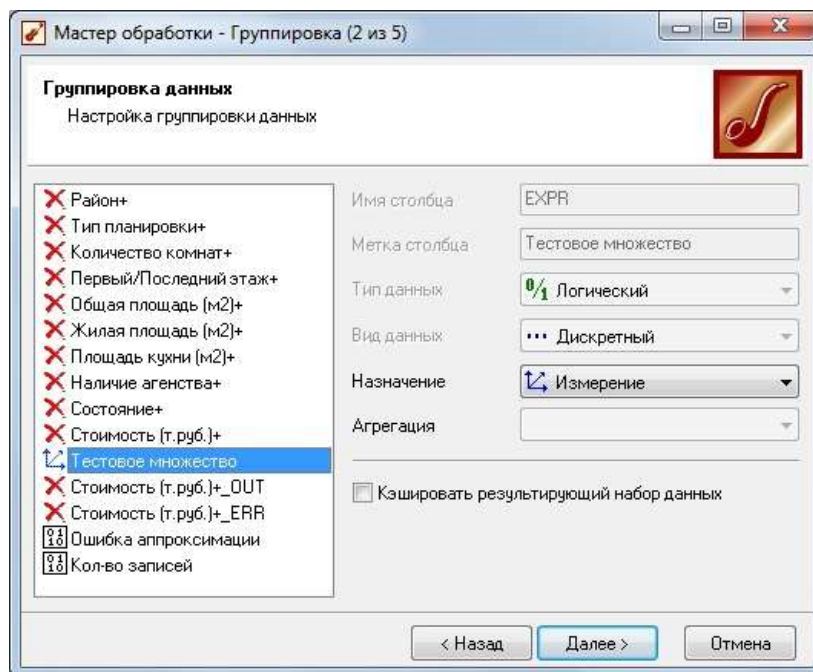 Мастер обработки - Группировка (2 из 5)
Группировка данных
Настройка группировки данных
Район+
Тип планировки+
Количество комнат+
Первый/Последний этаж+
Общая площадь (м2)+
Жилая площадь (м2)+
Площадь кухни (м2)+
Наличие агенства+
Состояние+
Стоимость (т.руб.)+
Тестовое множество
Стоимость (т.руб.)+_OUT
Стоимость (т.руб.)+_ERR
Ошибка аппроксимации
Кол-во записей
Имя столбца EXPR
Метка столбца Тестовое множество
Тип данных 0/1 Логический
Вид данных Дискретный
Назначение Измерение
Агрегация
Кэшировать результирующий набор данных
< Назад Далее > Отмена